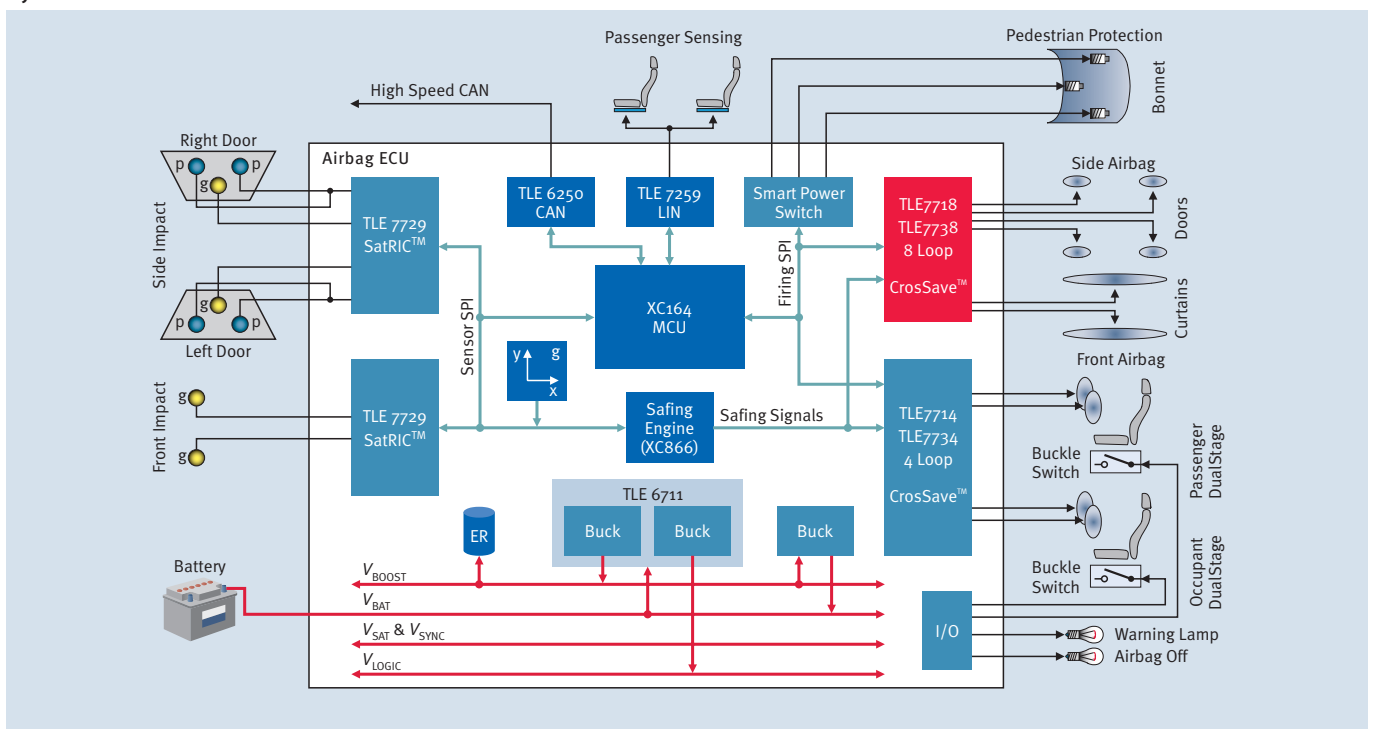 Passenger Sensing
Pedestrian Protection
Bonnet
High Speed CAN
Right Door
p
p
g
Side Impact
g
p
p
Left Door
Front Impact
g
g
Airbag ECU
TLE 7729
SatRIC™
TLE 6250
CAN
TLE 7259
LIN
Smart Power
Switch
TLE7718
TLE7738
8 Loop
CrosSave™
Side Airbag
Doors
Curtains
Sensor SPI
XC164
MCU
Firing SPI
y
g
x
TLE 7729
SatRIC™
Safing
Engine
(XC866)
Safing Signals
TLE7714
TLE7734
4 Loop
CrosSave™
Front Airbag
Buckle
Switch
Passenger
DualStage
Buckle
Switch
Occupant
DualStage
ER
TLE 6711
Buck
Buck
Buck
Battery
VBOOST
VBAT
VSAT & VSYNC
VLOGIC
I/O
Warning Lamp
Airbag Off